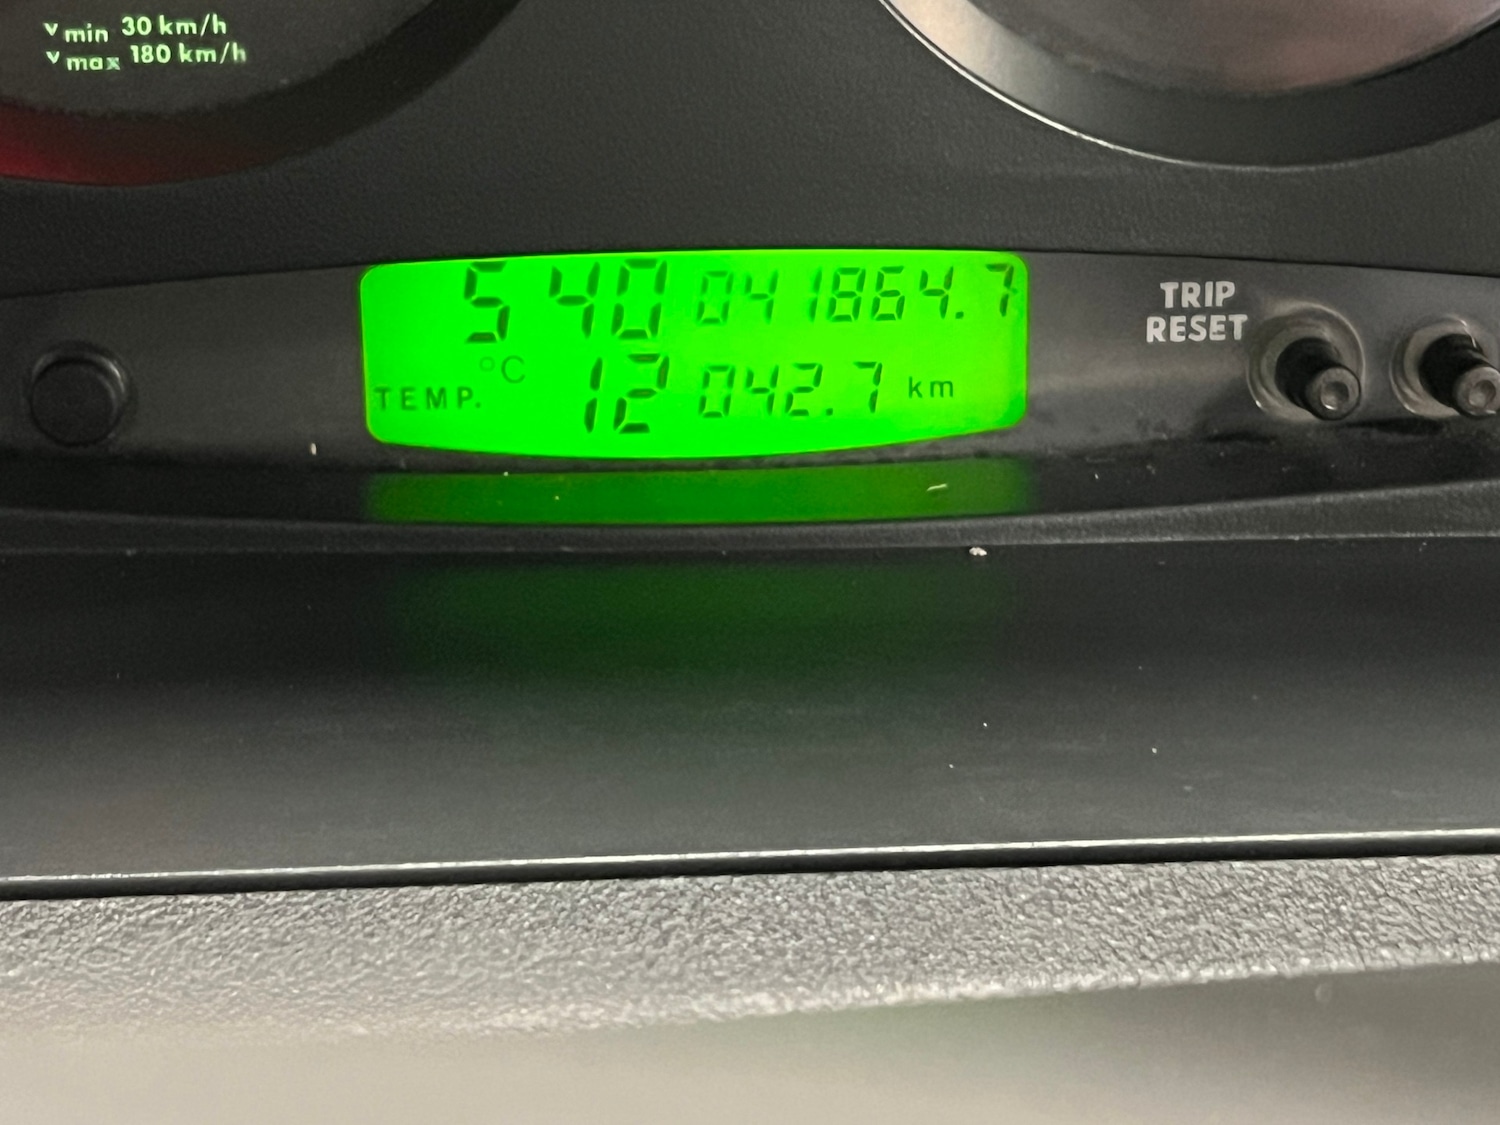 v min 30 km/h
v max 180 km/h
5 40 041864.7
°C
TEMP. 12 042.7 km
TRIP
RESET